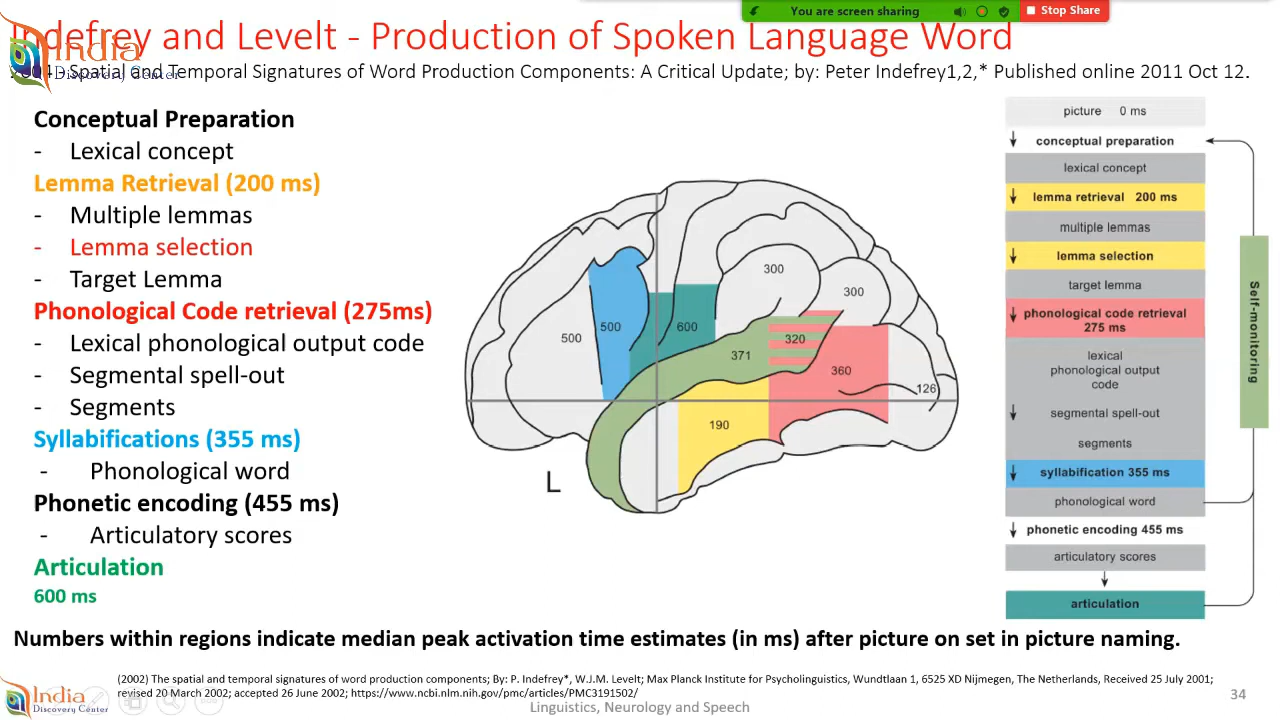 You are screen sharing
Stop Share
Indefrey and Levelt - Production of Spoken Language Word
India
Discovery Center
2004 - Spatial and Temporal Signatures of Word Production Components: A Critical Update; by: Peter Indefrey1,2,* Published online 2011 Oct 12.
Conceptual Preparation
- Lexical concept
Lemma Retrieval (200 ms)
- Multiple lemmas
- Lemma selection
- Target Lemma
Phonological Code retrieval (275ms)
- Lexical phonological output code
- Segmental spell-out
- Segments
Syllabifications (355 ms)
- Phonological word
Phonetic encoding (455 ms)
- Articulatory scores
Articulation
600 ms
300
300
500
500
600
320
371
360
126
190
L
picture 0 ms
conceptual preparation
lexical concept
lemma retrieval 200 ms
multiple lemmas
lemma selection
target lemma
phonological code retrieval
275 ms
lexical
phonological output
code
segmental spell-out
segments
syllabification 355 ms
phonological word
phonetic encoding 455 ms
articulatory scores
articulation
Self-monitoring
Numbers within regions indicate median peak activation time estimates (in ms) after picture on set in picture naming.
(2002) The spatial and temporal signatures of word production components; By: P. Indefrey*, W.J.M. Levelt; Max Planck Institute for Psycholinguistics, Wundtlaan 1, 6525 XD Nijmegen, The Netherlands, Received 25 July 2001;
revised 20 March 2002; accepted 26 June 2002; https://www.ncbi.nlm.nih.gov/pmc/articles/PMC3191502/
India
Discovery Center
Linguistics, Neurology and Speech
34